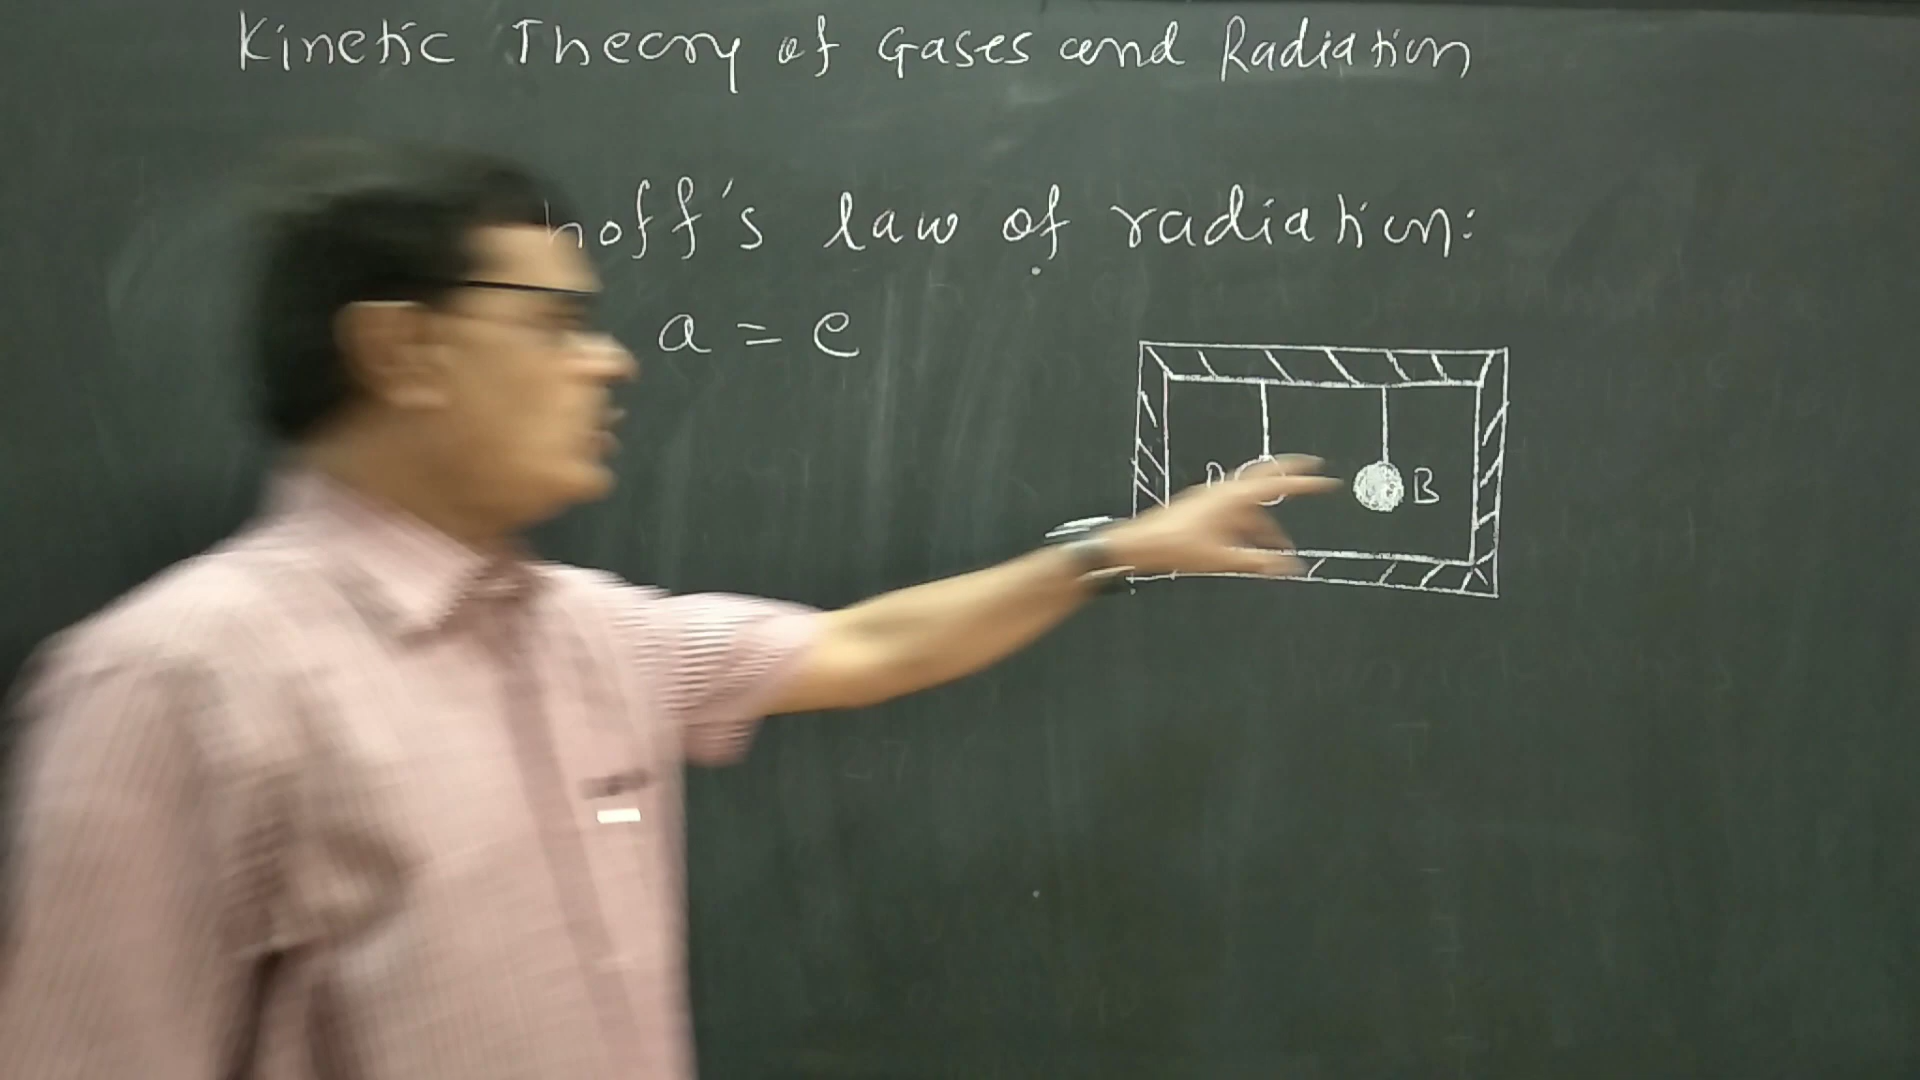 Kinetic Theory of Gases and Radiation
hoff's law of radiation:
a = e
B